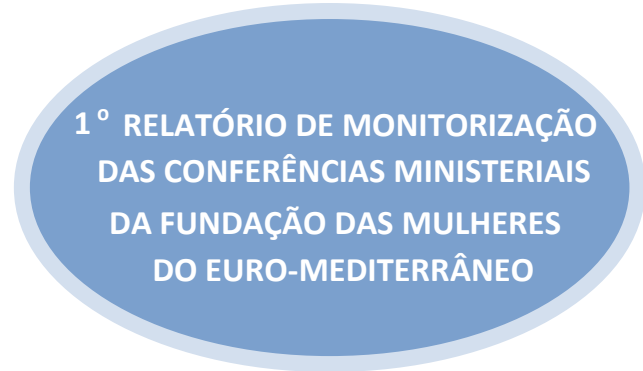 1º RELATÓRIO DE MONITORIZAÇÃO
DAS CONFERÊNCIAS MINISTERIAIS
DA FUNDAÇÃO DAS MULHERES
DO EURO-MEDITERRÂNEO